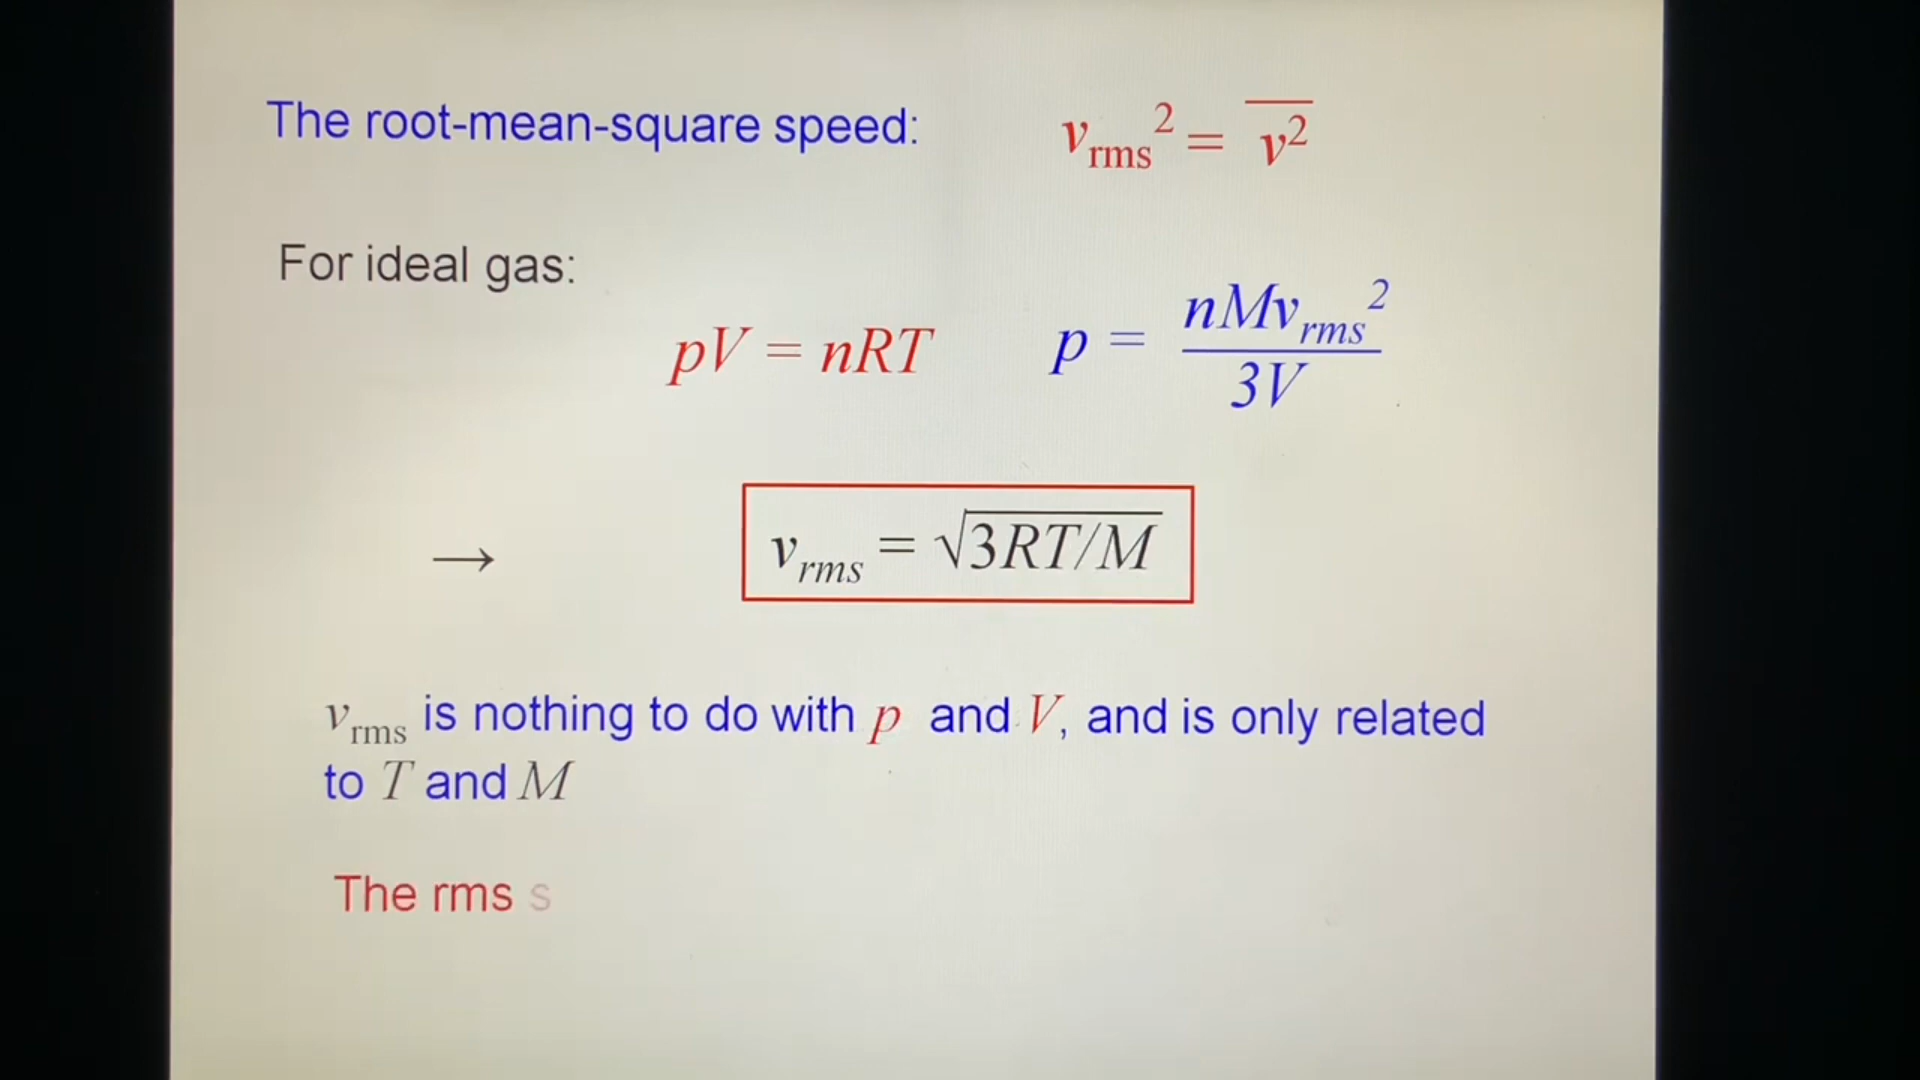 The root-mean-square speed: v_rms² = v̅²
For ideal gas:
pV = nRT p = nMv_rms² / 3V
→ v_rms = √3RT/M
v_rms is nothing to do with p and V, and is only related
to T and M
The rms s